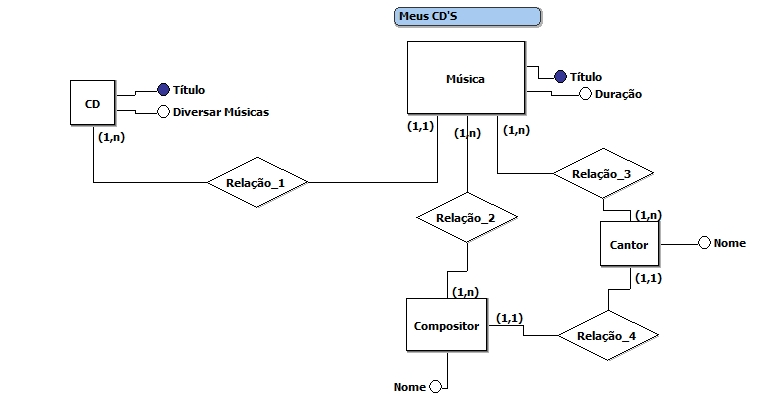 Meus CD'S
Música
Título
Duração
CD
Título
Diversar Músicas
(1,n)
(1,1)
(1,n)
(1,n)
Relação_1
Relação_2
Relação_3
(1,n)
Cantor
Nome
(1,1)
(1,n)
Compositor
(1,1)
Relação_4
Nome